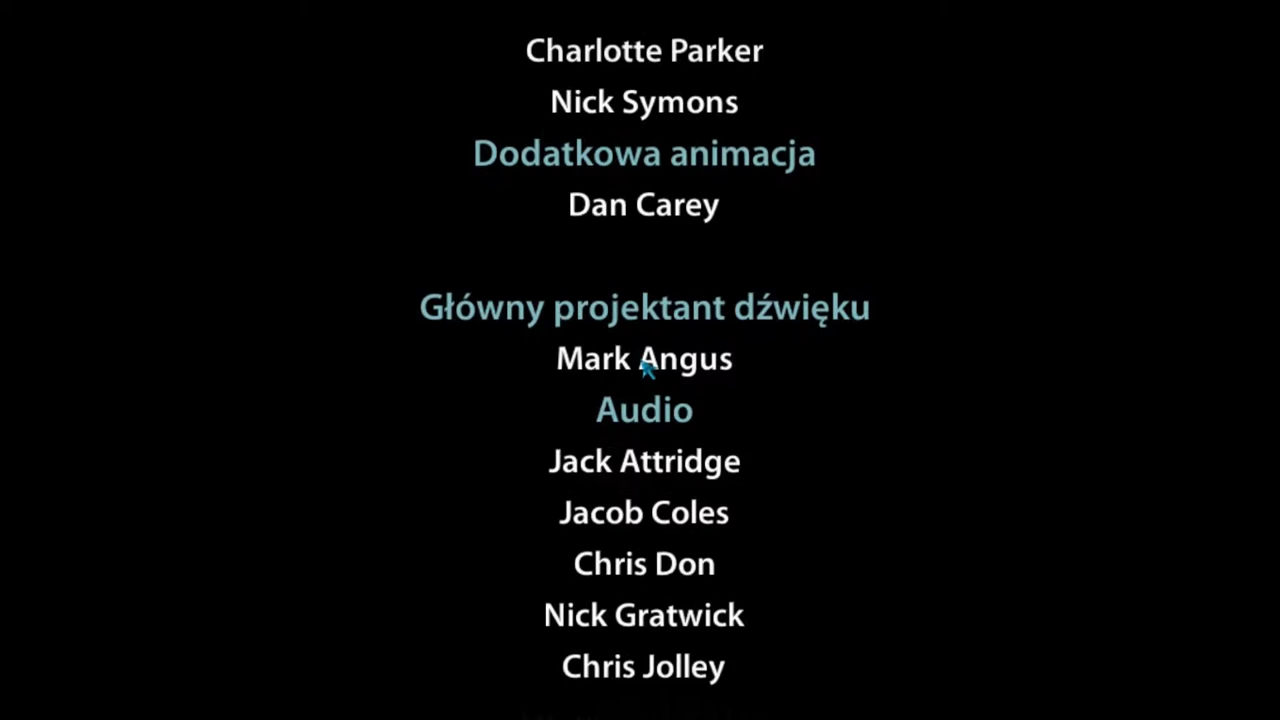 Charlotte Parker
Nick Symons
Dodatkowa animacja
Dan Carey
Główny projektant dźwięku
Mark Angus
Audio
Jack Attridge
Jacob Coles
Chris Don
Nick Gratwick
Chris Jolley